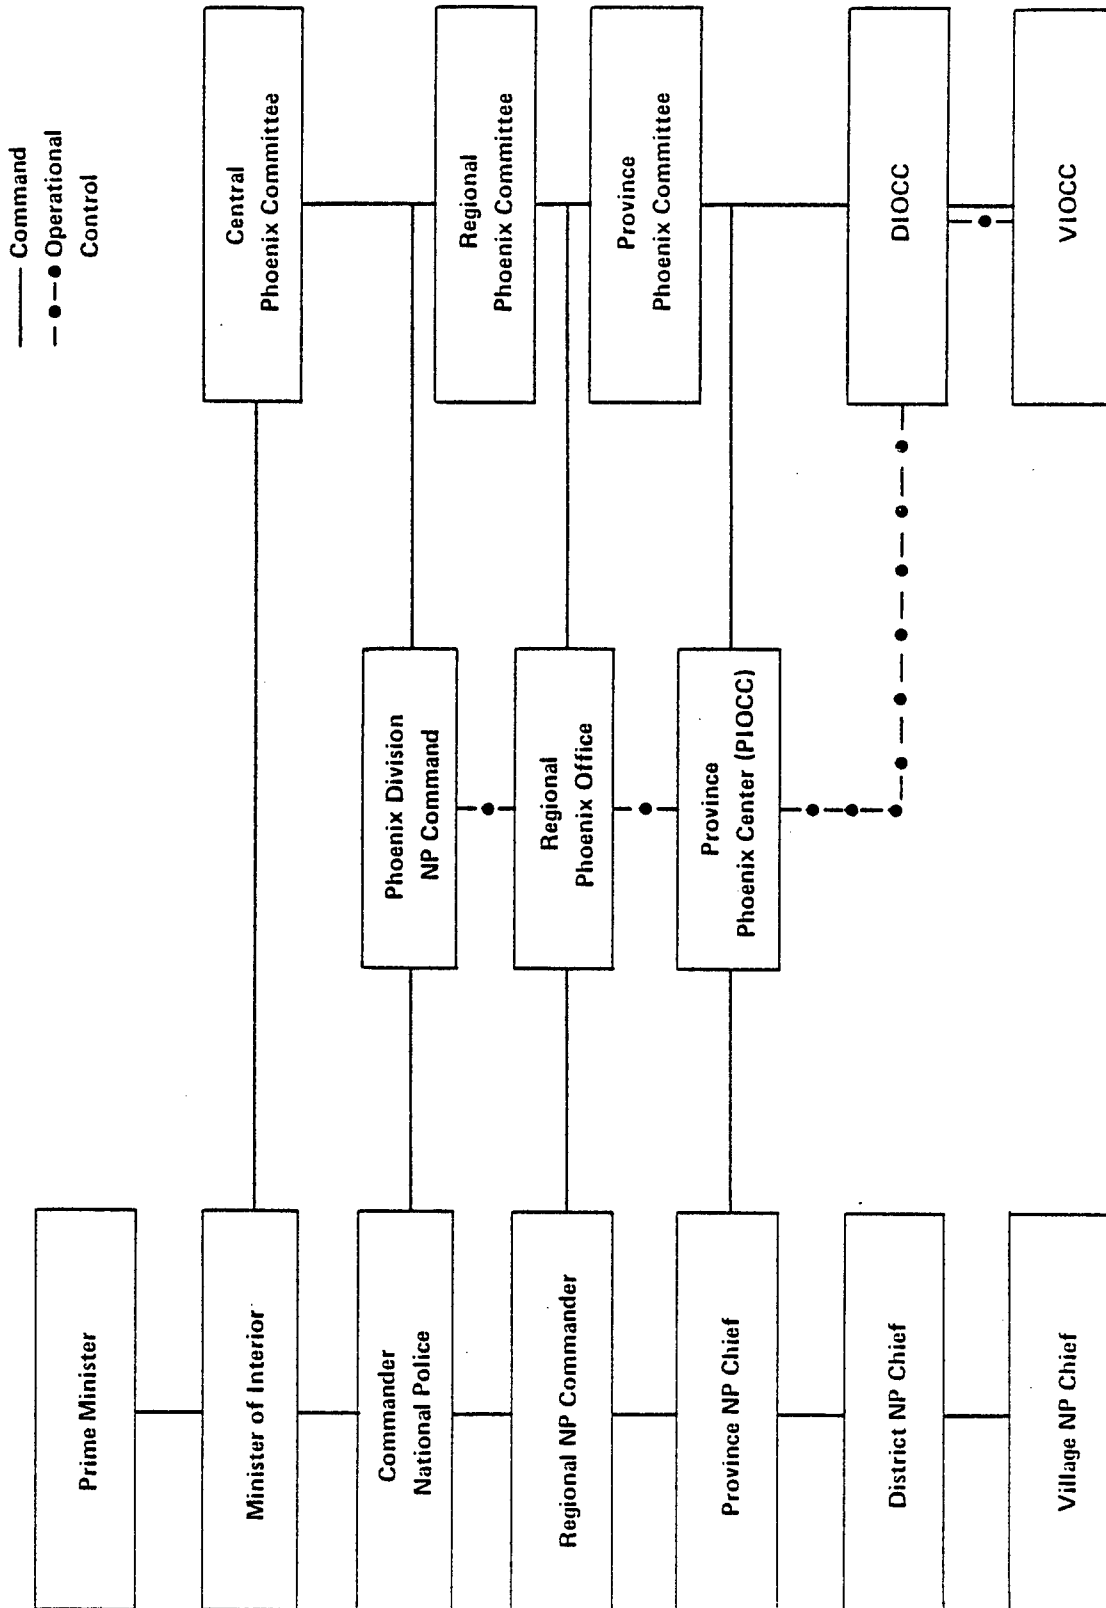 Command
Operational
Control
Prime Minister
Minister of Interior
Central
Phoenix Committee
Commander
National Police
Phoenix Division
NP Command
Regional
Phoenix Committee
Regional NP Commander
Regional
Phoenix Office
Province
Phoenix Committee
Province NP Chief
Province
Phoenix Center (PIOCC)
District NP Chief
DIOCC
Village NP Chief
VIOCC